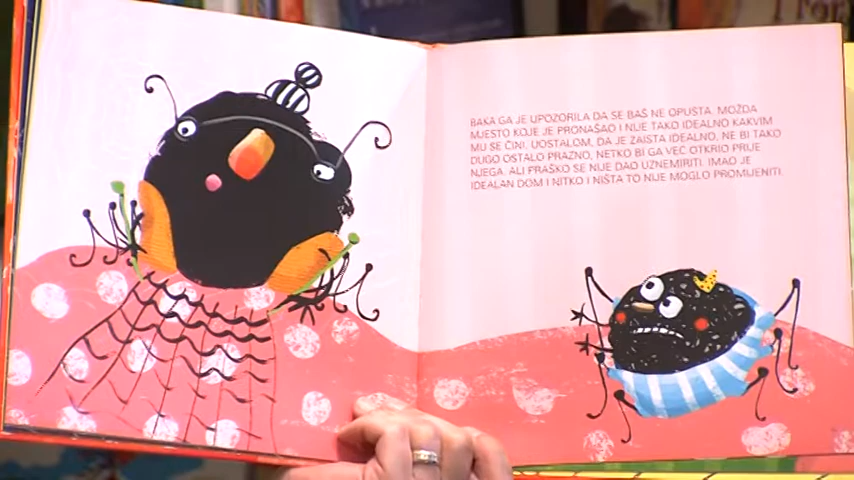 BAKA GA JE UPOZORILA DA SE BAŠ NE OPUSTA. MOŽDA
MJESTO KOJE JE PRONAŠAO I NIJE TAKO IDEALNO KAKVIM
MU SE ČINI. UOSTALOM, DA JE ZAISTA IDEALNO, NE BI TAKO
DUGO OSTALO PRAZNO, NETKO BI GA VEĆ OTKRIO PRIJE
NJEGA. ALI PRAŠKO SE NIJE DAO UZNEMIRITI. IMAO JE
IDEALAN DOM I NITKO I NIŠTA TO NIJE MOGLO PROMIJENITI.